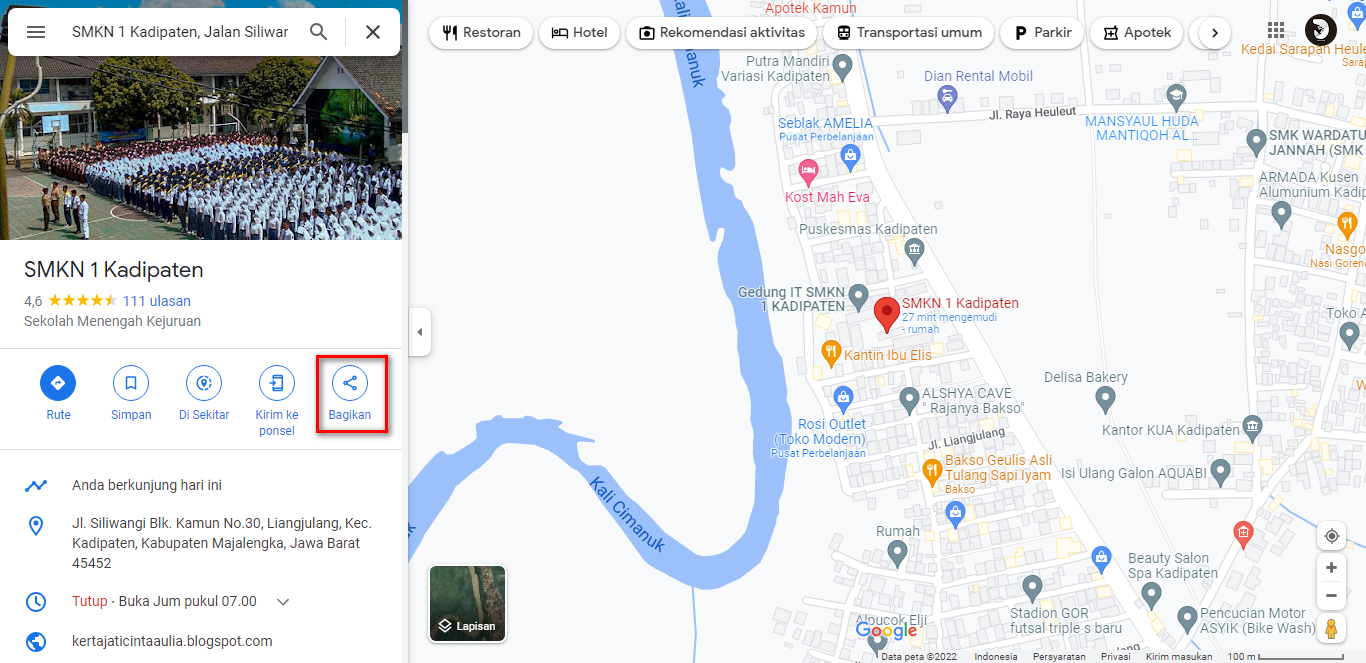 SMKN 1 Kadipaten, Jalan Siliwar
SMKN 1 Kadipaten
4,6
111 ulasan
Sekolah Menengah Kejuruan
Rute
Simpan
Di Sekitar
Kirim ke
ponsel
Bagikan
Anda berkunjung hari ini
Jl. Siliwangi Blk. Kamun No.30, Liangjulang, Kec.
Kadipaten, Kabupaten Majalengka, Jawa Barat
45452
Tutup · Buka Jum pukul 07.00
kertajaticintaaulia.blogspot.com
Apotek Kamun
Restoran
Hotel
Rekomendasi aktivitas
Transportasi umum
Parkir
Apotek
Kedai Sarapan Heule
Sarap
Kali Cimanuk
Putra Mandiri
Variasi Kadipaten
Dian Rental Mobil
Jl. Raya Heuleut
MANSYAUL HUDA
MANTIQOH AL...
Seblak AMELIA
Pusat Perbelanjaan
SMK WARDATU
JANNAH (SMK
Kost Mah Eva
ARMADA Kusen
Alumunium Kadip
Puskesmas Kadipaten
Nasgo
Nasi Goreng
Gedung IT SMKN
1 KADIPATEN
SMKN 1 Kadipaten
27 mnt mengemudi
- rumah
Toko A
Kantin Ibu Elis
Delisa Bakery
ALSHYA CAVE
" Rajanya Bakso"
Rosi Outlet
(Toko Modern)
Pusat Perbelanjaan
Jl. Liangjulang
Kantor KUA Kadipaten
Bakso Geulis Asli
Tulang Sapi Iyam
Bakso
Isi Ulang Galon AQUABI
Kali Cimanuk
Rumah
Beauty Salon
Spa Kadipaten
Stadion GOR
futsal triple s baru
Pencucian Motor
ASYIK (Bike Wash)
Alpucok Elji
Lapisan
Google
Data peta ©2022
Indonesia
Persyaratan
Privasi
Kirim masukan
100 m